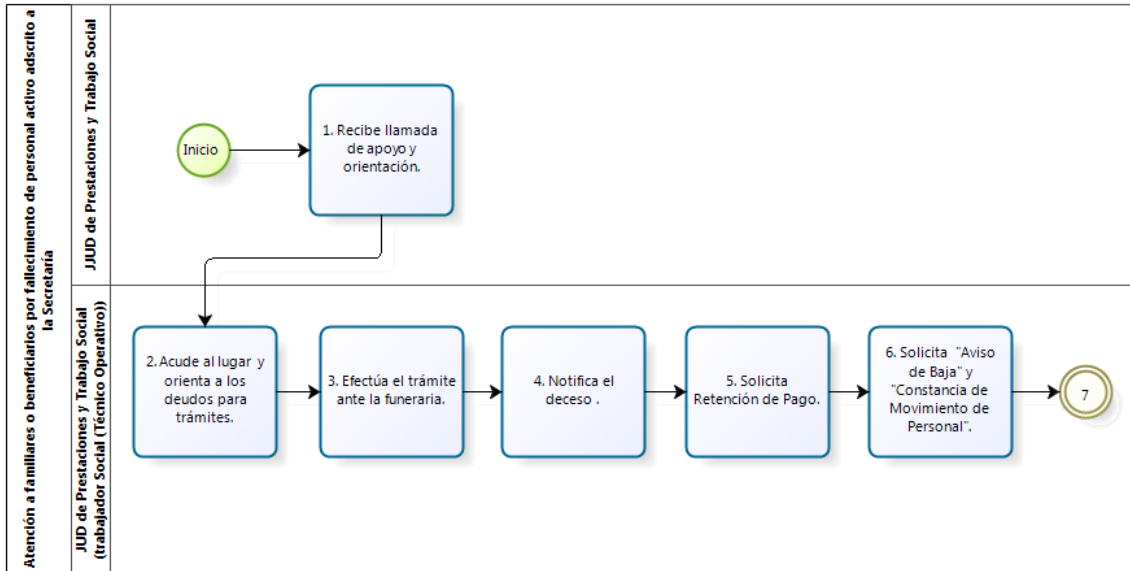 Atención a familiares o beneficiarios por fallecimiento de personal activo adscrito a
la Secretaría
JJUD de Prestaciones y Trabajo Social
Inicio
1. Recibe llamada
de apoyo y
orientación.
JUD de Prestaciones y Trabajo Social
(trabajador Social (Técnico Operativo))
2. Acude al lugar y
orienta a los
deudos para
trámites.
3. Efectúa el trámite
ante la funeraria.
4. Notifica el
deceso .
5. Solicita
Retención de Pago.
6. Solicita "Aviso
de Baja" y
"Constancia de
Movimiento de
Personal".
7